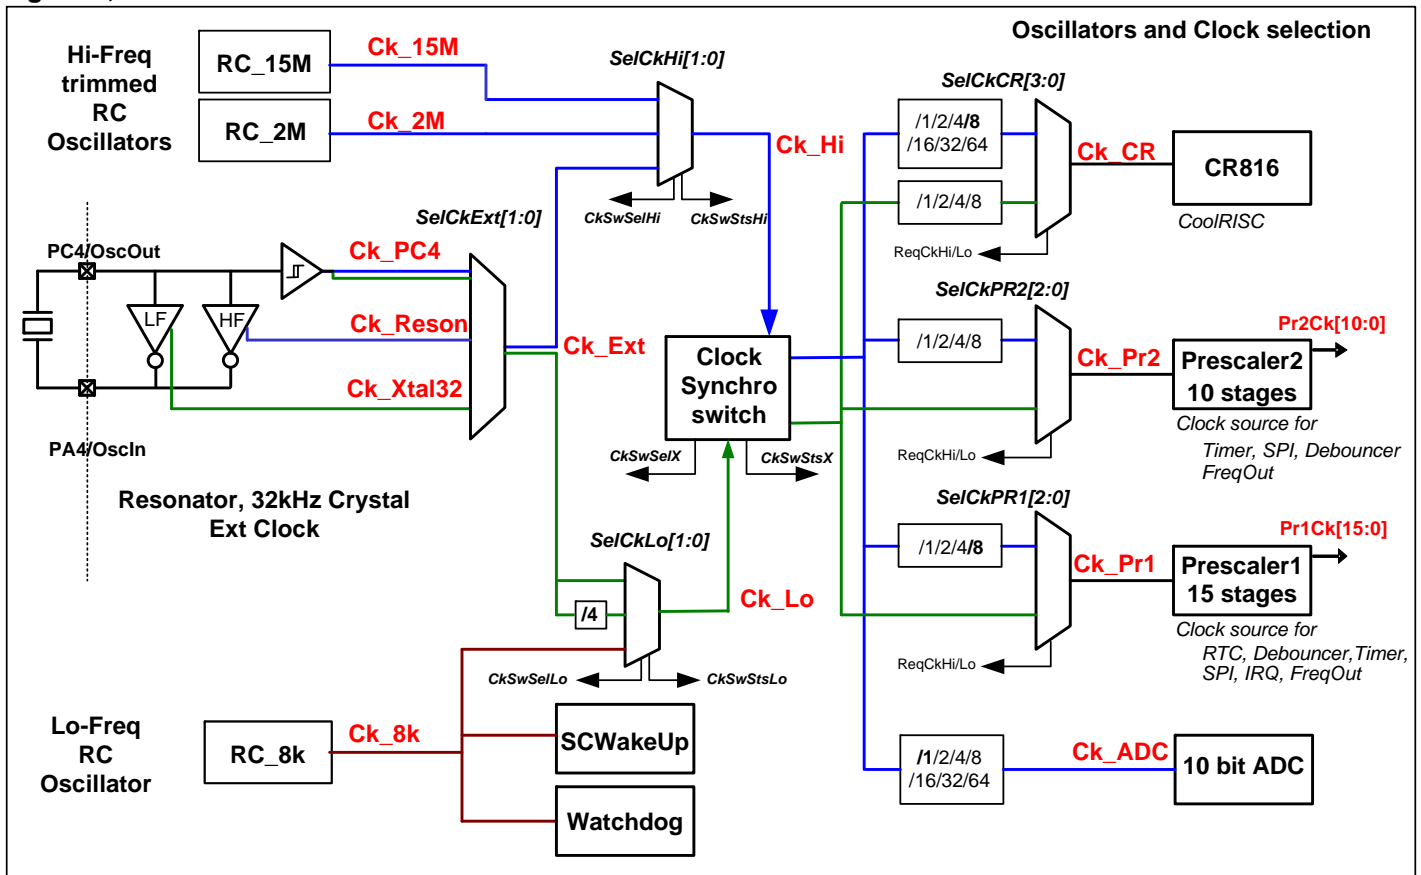 Oscillators and Clock selection
Hi-Freq
trimmed
RC
Oscillators
RC_15M
Ck_15M
RC_2M
Ck_2M
SelCkHi[1:0]
Ck_Hi
CkSwSelHi
CkSwStsHi
SelCkCR[3:0]
/1/2/4/8
/16/32/64
/1/2/4/8
Ck_CR
CR816
CoolRISC
ReqCkHi/Lo
SelCkExt[1:0]
PC4/OscOut
Ck_PC4
LF
HF
Ck_Reson
Ck_Ext
Ck_Xtal32
PA4/OscIn
Resonator, 32kHz Crystal
Ext Clock
Clock
Synchro
switch
CkSwSelX
CkSwStsX
SelCkPR2[2:0]
/1/2/4/8
Ck_Pr2
Pr2Ck[10:0]
Prescaler2
10 stages
Clock source for
Timer, SPI, Debouncer
FreqOut
ReqCkHi/Lo
SelCkPR1[2:0]
/1/2/4/8
Ck_Pr1
Pr1Ck[15:0]
Prescaler1
15 stages
Clock source for
RTC, Debouncer,Timer,
SPI, IRQ, FreqOut
ReqCkHi/Lo
SelCkLo[1:0]
/4
Ck_Lo
CkSwSelLo
CkSwStsLo
Lo-Freq
RC
Oscillator
RC_8k
Ck_8k
SCWakeUp
Watchdog
/1/2/4/8
/16/32/64
Ck_ADC
10 bit ADC